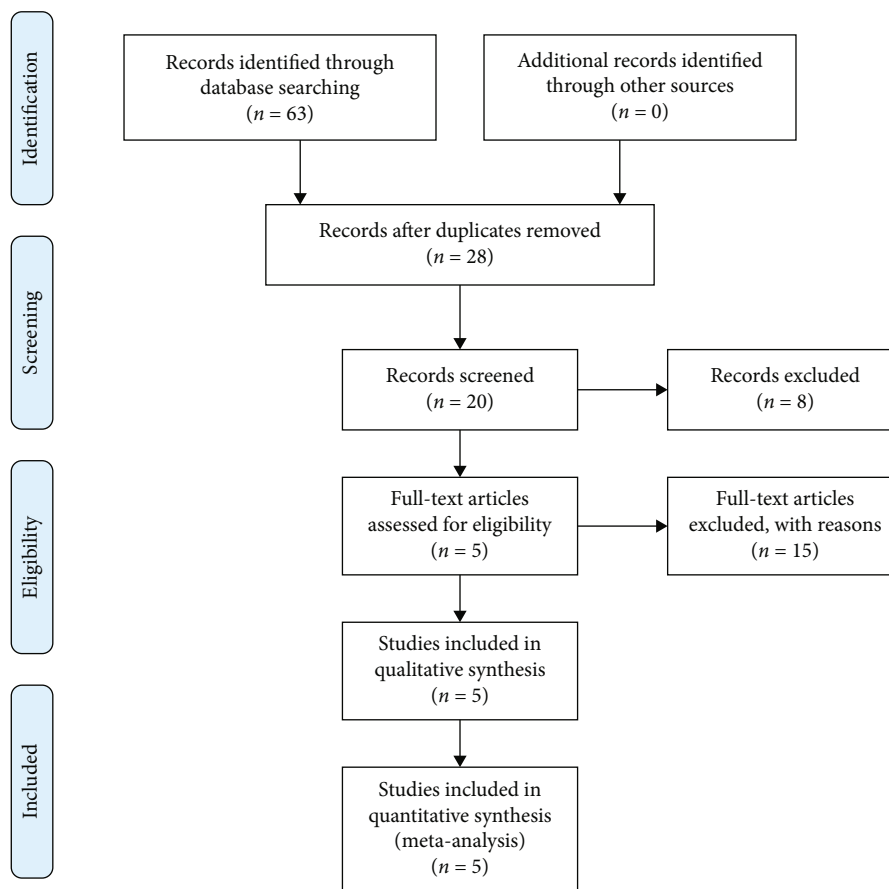 Identification
Records identified through
database searching
(n = 63)
Additional records identified
through other sources
(n = 0)
Records after duplicates removed
(n = 28)
Screening
Records screened
(n = 20)
Records excluded
(n = 8)
Eligibility
Full-text articles
assessed for eligibility
(n = 5)
Full-text articles
excluded, with reasons
(n = 15)
Studies included in
qualitative synthesis
(n = 5)
Included
Studies included in
quantitative synthesis
(meta-analysis)
(n = 5)